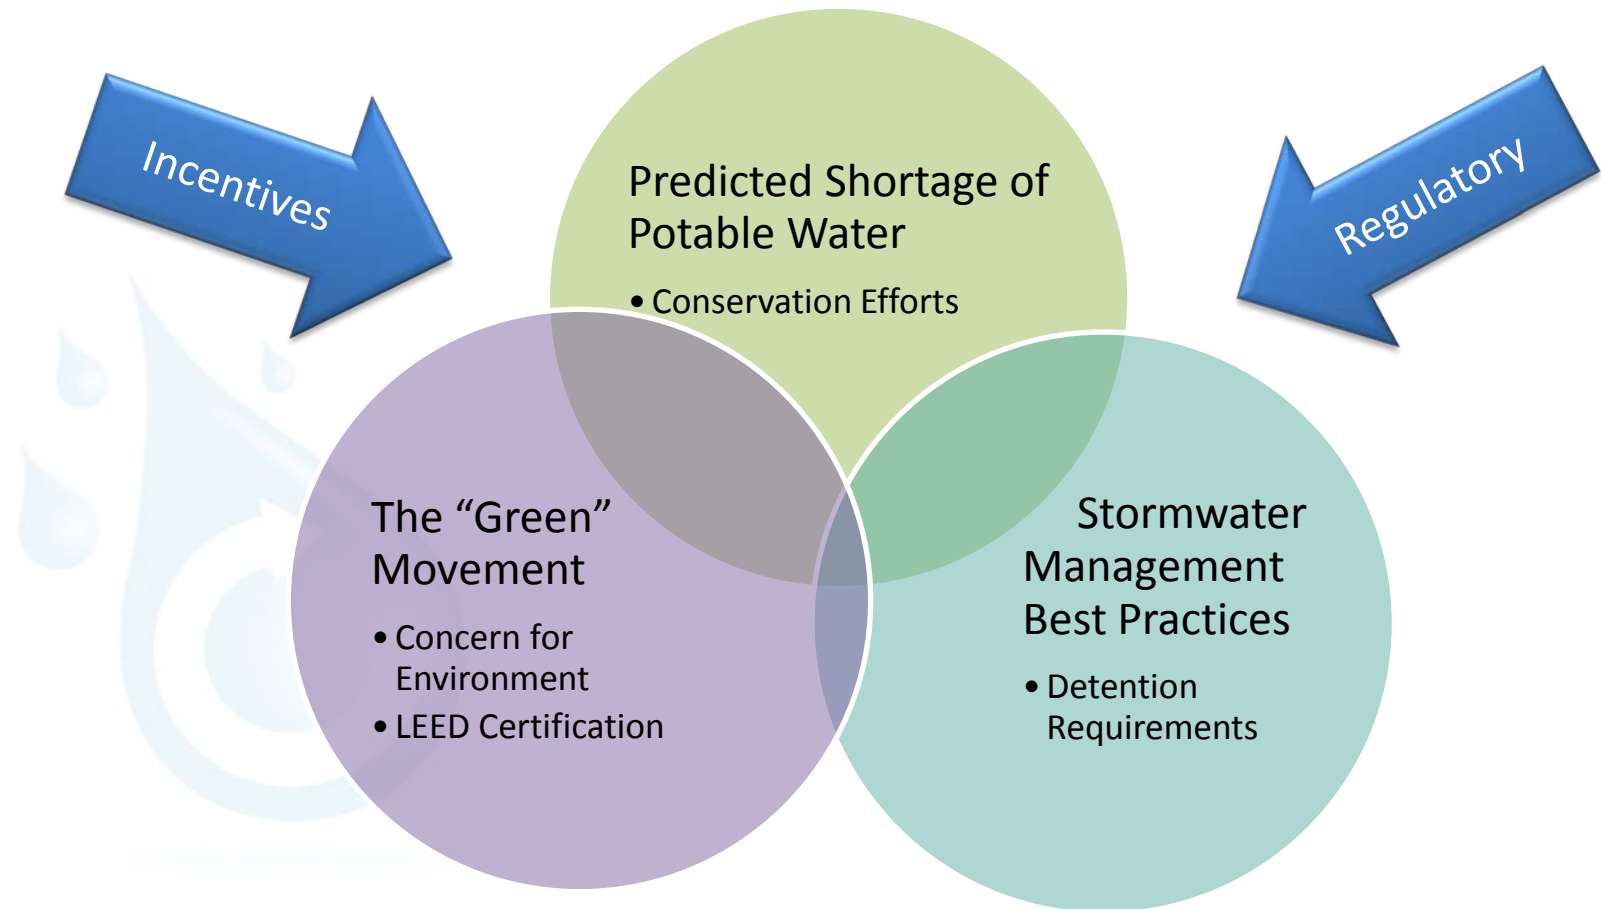 Incentives
Regulatory
Predicted Shortage of
Potable Water
• Conservation Efforts
The “Green”
Movement
• Concern for
Environment
• LEED Certification
Stormwater
Management
Best Practices
• Detention
Requirements